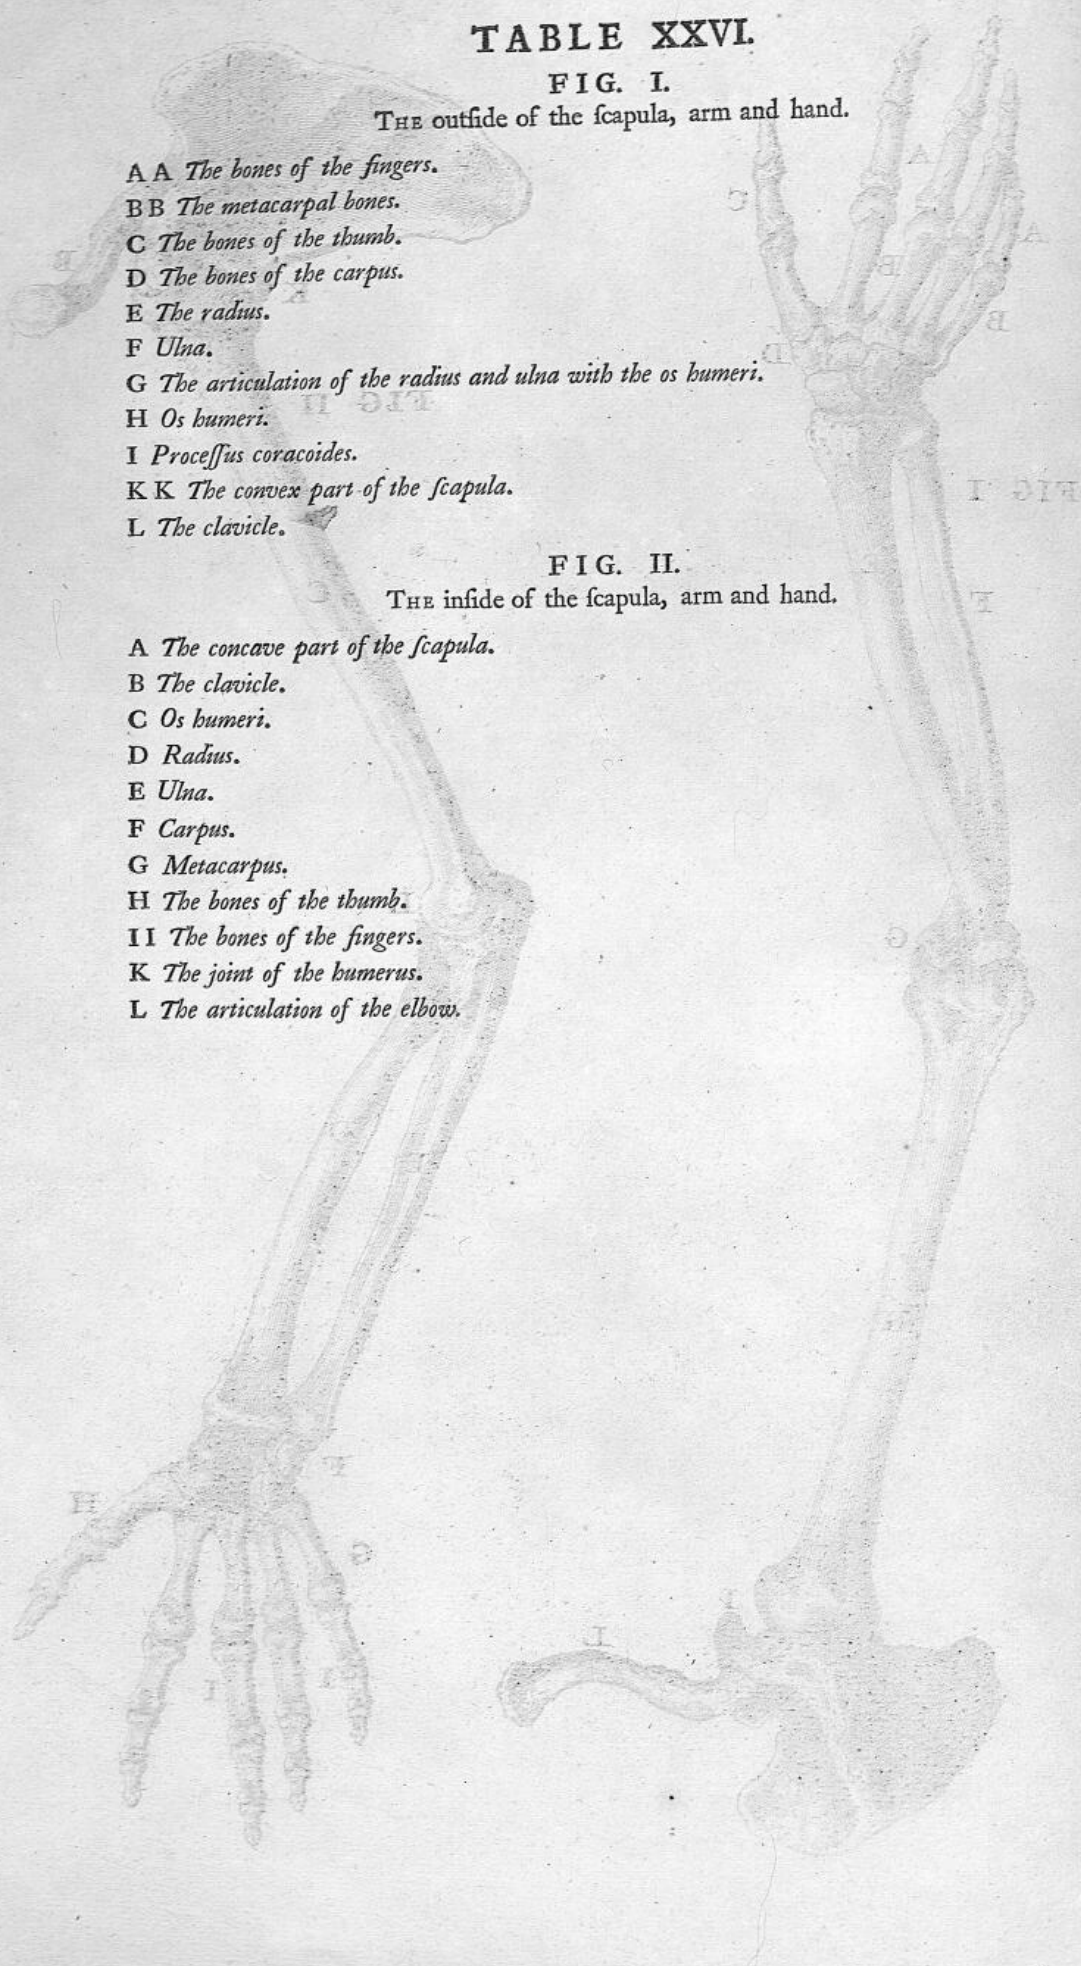 TABLE XXVI.
FIG. I.
THE outſide of the ſcapula, arm and hand.
A A The bones of the fingers.
B B The metacarpal bones.
C The bones of the thumb.
D The bones of the carpus.
E The radius.
F Ulna.
G The articulation of the radius and ulna with the os humeri.
H Os humeri.
I Proceſſus coracoides.
K K The convex part of the ſcapula.
L The clavicle.
FIG. II.
THE inſide of the ſcapula, arm and hand.
A The concave part of the ſcapula.
B The clavicle.
C Os humeri.
D Radius.
E Ulna.
F Carpus.
G Metacarpus.
H The bones of the thumb.
I I The bones of the fingers.
K The joint of the humerus.
L The articulation of the elbow.